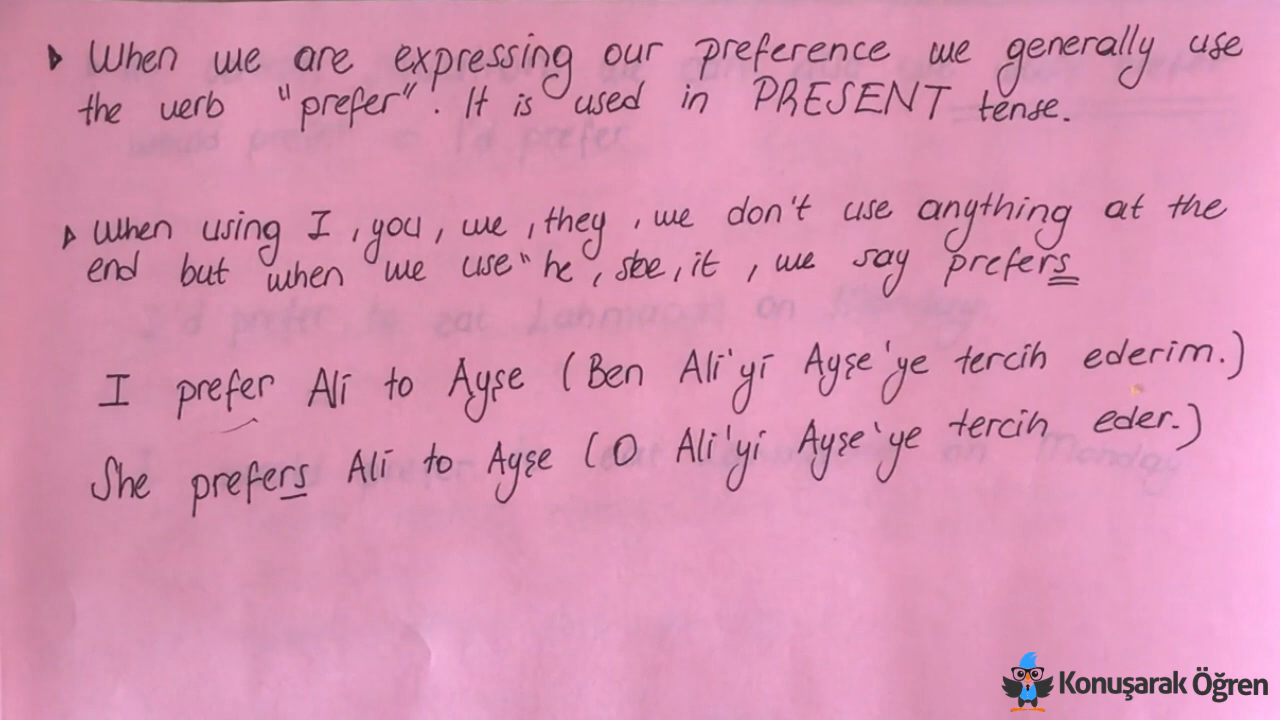 ▸ When we are expressing our preference we generally use
the verb "prefer". It is used in PRESENT tense.
▸ When using I, you, we, they, we don't use anything at the
end but when we use "he, she, it, we say prefers
I prefer Ali to Ayşe (Ben Ali'yi Ayşe'ye tercih ederim.)
She prefers Ali to Ayşe (O Ali'yi Ayşe'ye tercih eder.)
Konuşarak Öğren